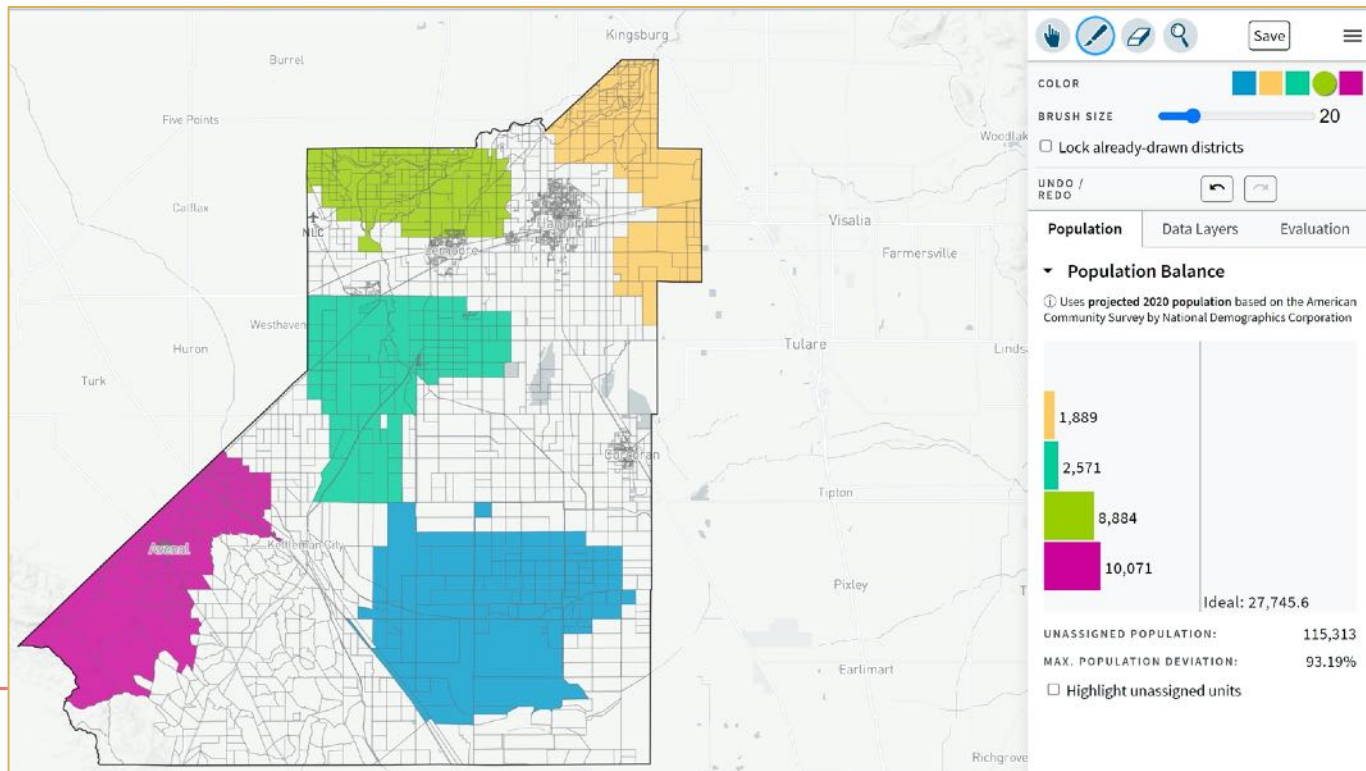 Kingsburg
Burrel
Five Points
Woodlak
Calflax
Visalia
NLC
Hanford
Lemoore
Farmersville
Westhaven
Huron
Tulare
Linds
Turk
Corcoran
Tipton
Avenal
Kettleman City
Pixley
T
Earlimart
Richgrove
Save
COLOR
BRUSH SIZE 20
Lock already-drawn districts
UNDO /
REDO
Population Data Layers Evaluation
Population Balance
ⓘ Uses projected 2020 population based on the American
Community Survey by National Demographics Corporation
1,889
2,571
8,884
10,071
Ideal: 27,745.6
UNASSIGNED POPULATION: 115,313
MAX. POPULATION DEVIATION: 93.19%
Highlight unassigned units